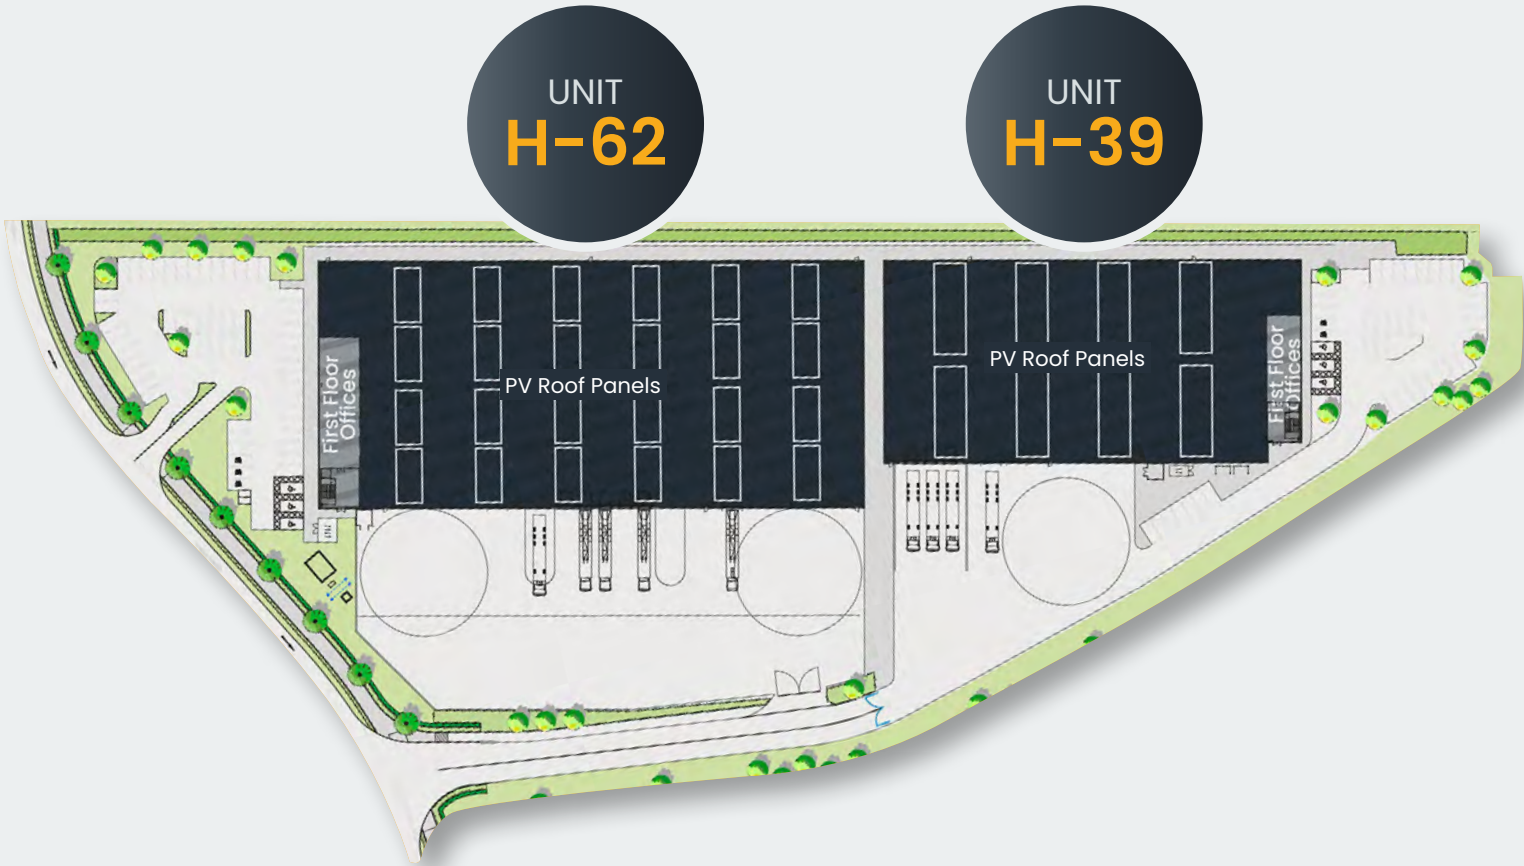 UNIT
H-62
UNIT
H-39
First Floor
Offices
PV Roof Panels
PV Roof Panels
First Floor
Offices